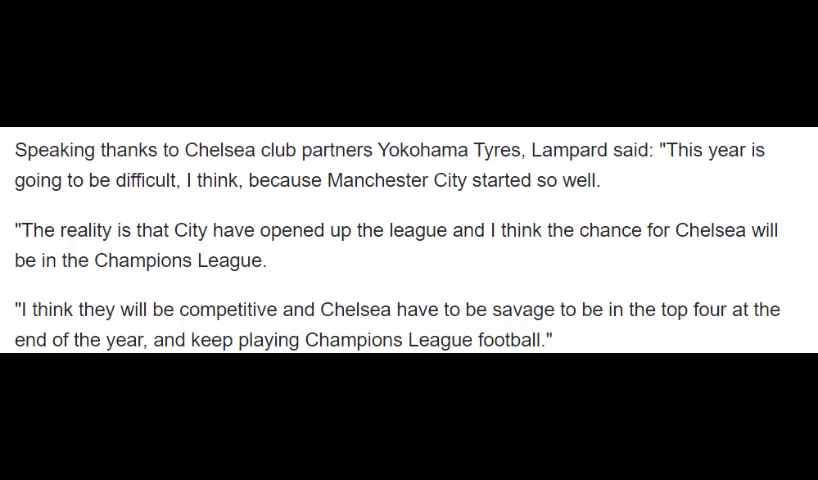 Speaking thanks to Chelsea club partners Yokohama Tyres, Lampard said: "This year is
going to be difficult, I think, because Manchester City started so well.
"The reality is that City have opened up the league and I think the chance for Chelsea will
be in the Champions League.
"I think they will be competitive and Chelsea have to be savage to be in the top four at the
end of the year, and keep playing Champions League football."